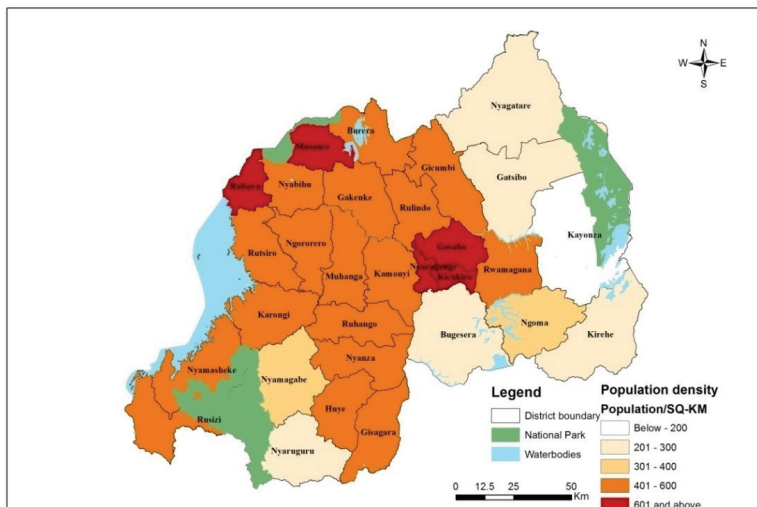 N
W E
S
Nyagatare
Burera
Musanze
Gicumbi
Gatsibo
Rubavu
Nyabihu
Gakenke
Rulindo
Kayonza
Gasabo
Rutsiro
Ngororero
Muhanga
Kamonyi
Nyarugenge
Kicukiro
Rwamagana
Karongi
Ruhango
Bugesera
Ngoma
Kirehe
Nyanza
Nyamasheke
Nyamagabe
Rusizi
Huye
Gisagara
Nyaruguru
Legend
District boundary
National Park
Waterbodies
Population density
Population/SQ-KM
Below - 200
201 - 300
301 - 400
401 - 600
601 and above
0 12.5 25 50
Km